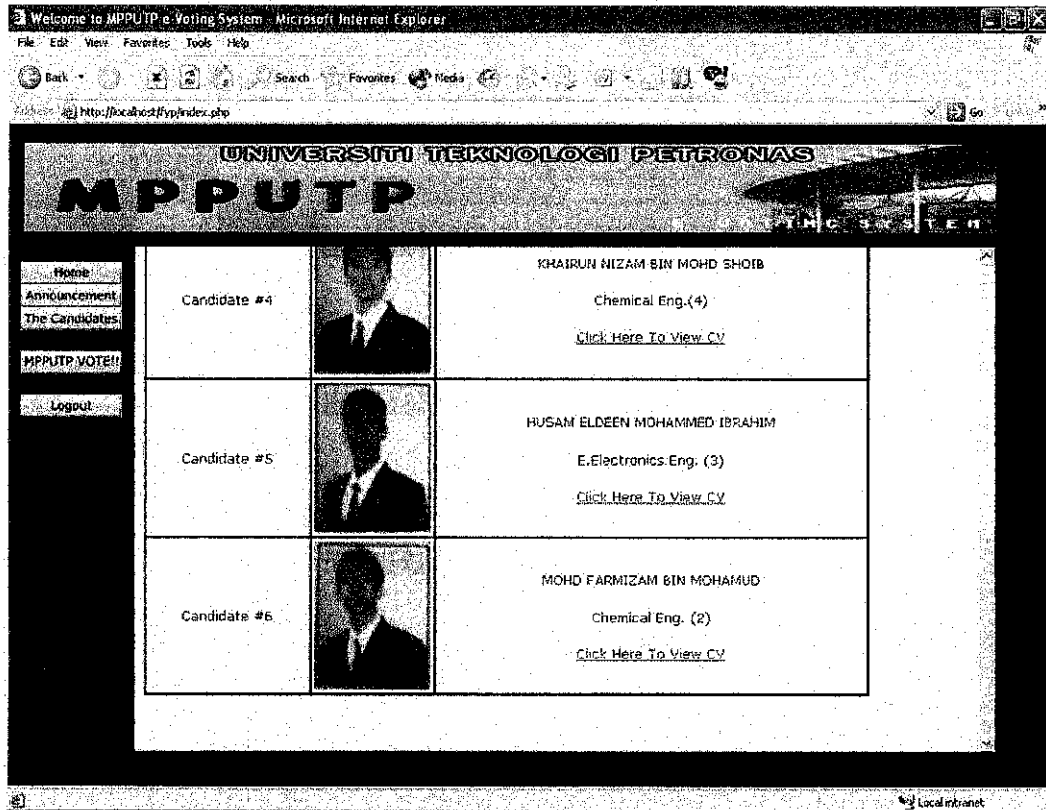 Welcome to MPPUTP e-Voting System - Microsoft Internet Explorer
File Edit View Favorites Tools Help
Back Search Favorites Media
http://localhost/fyp/index.php Go
UNIVERSITI TEKNOLOGI PETRONAS
MPPUTP
SYSTEM
Home
Announcement
The Candidates
MPPUTP VOTE!!
Logout
Candidate #4
KHAIRUN NIZAM BIN MOHD SHOIB
Chemical Eng.(4)
Click Here To View CV
Candidate #5
HUSAM ELDEEN MOHAMMED IBRAHIM
E.Electronics Eng. (3)
Click Here To View CV
Candidate #6
MOHD FARMIZAM BIN MOHAMUD
Chemical Eng. (2)
Click Here To View CV
Local intranet